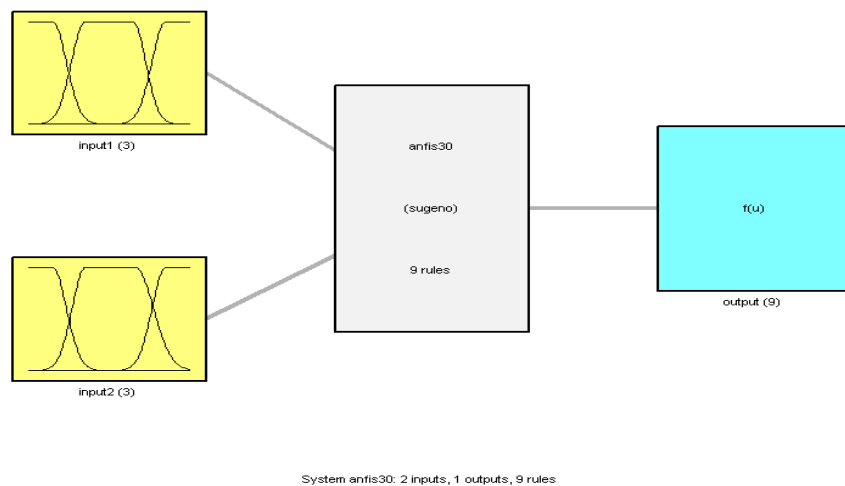 input1 (3)
anfis30
(sugeno)
9 rules
f(u)
output (9)
input2 (3)
System anfis30: 2 inputs, 1 outputs, 9 rules